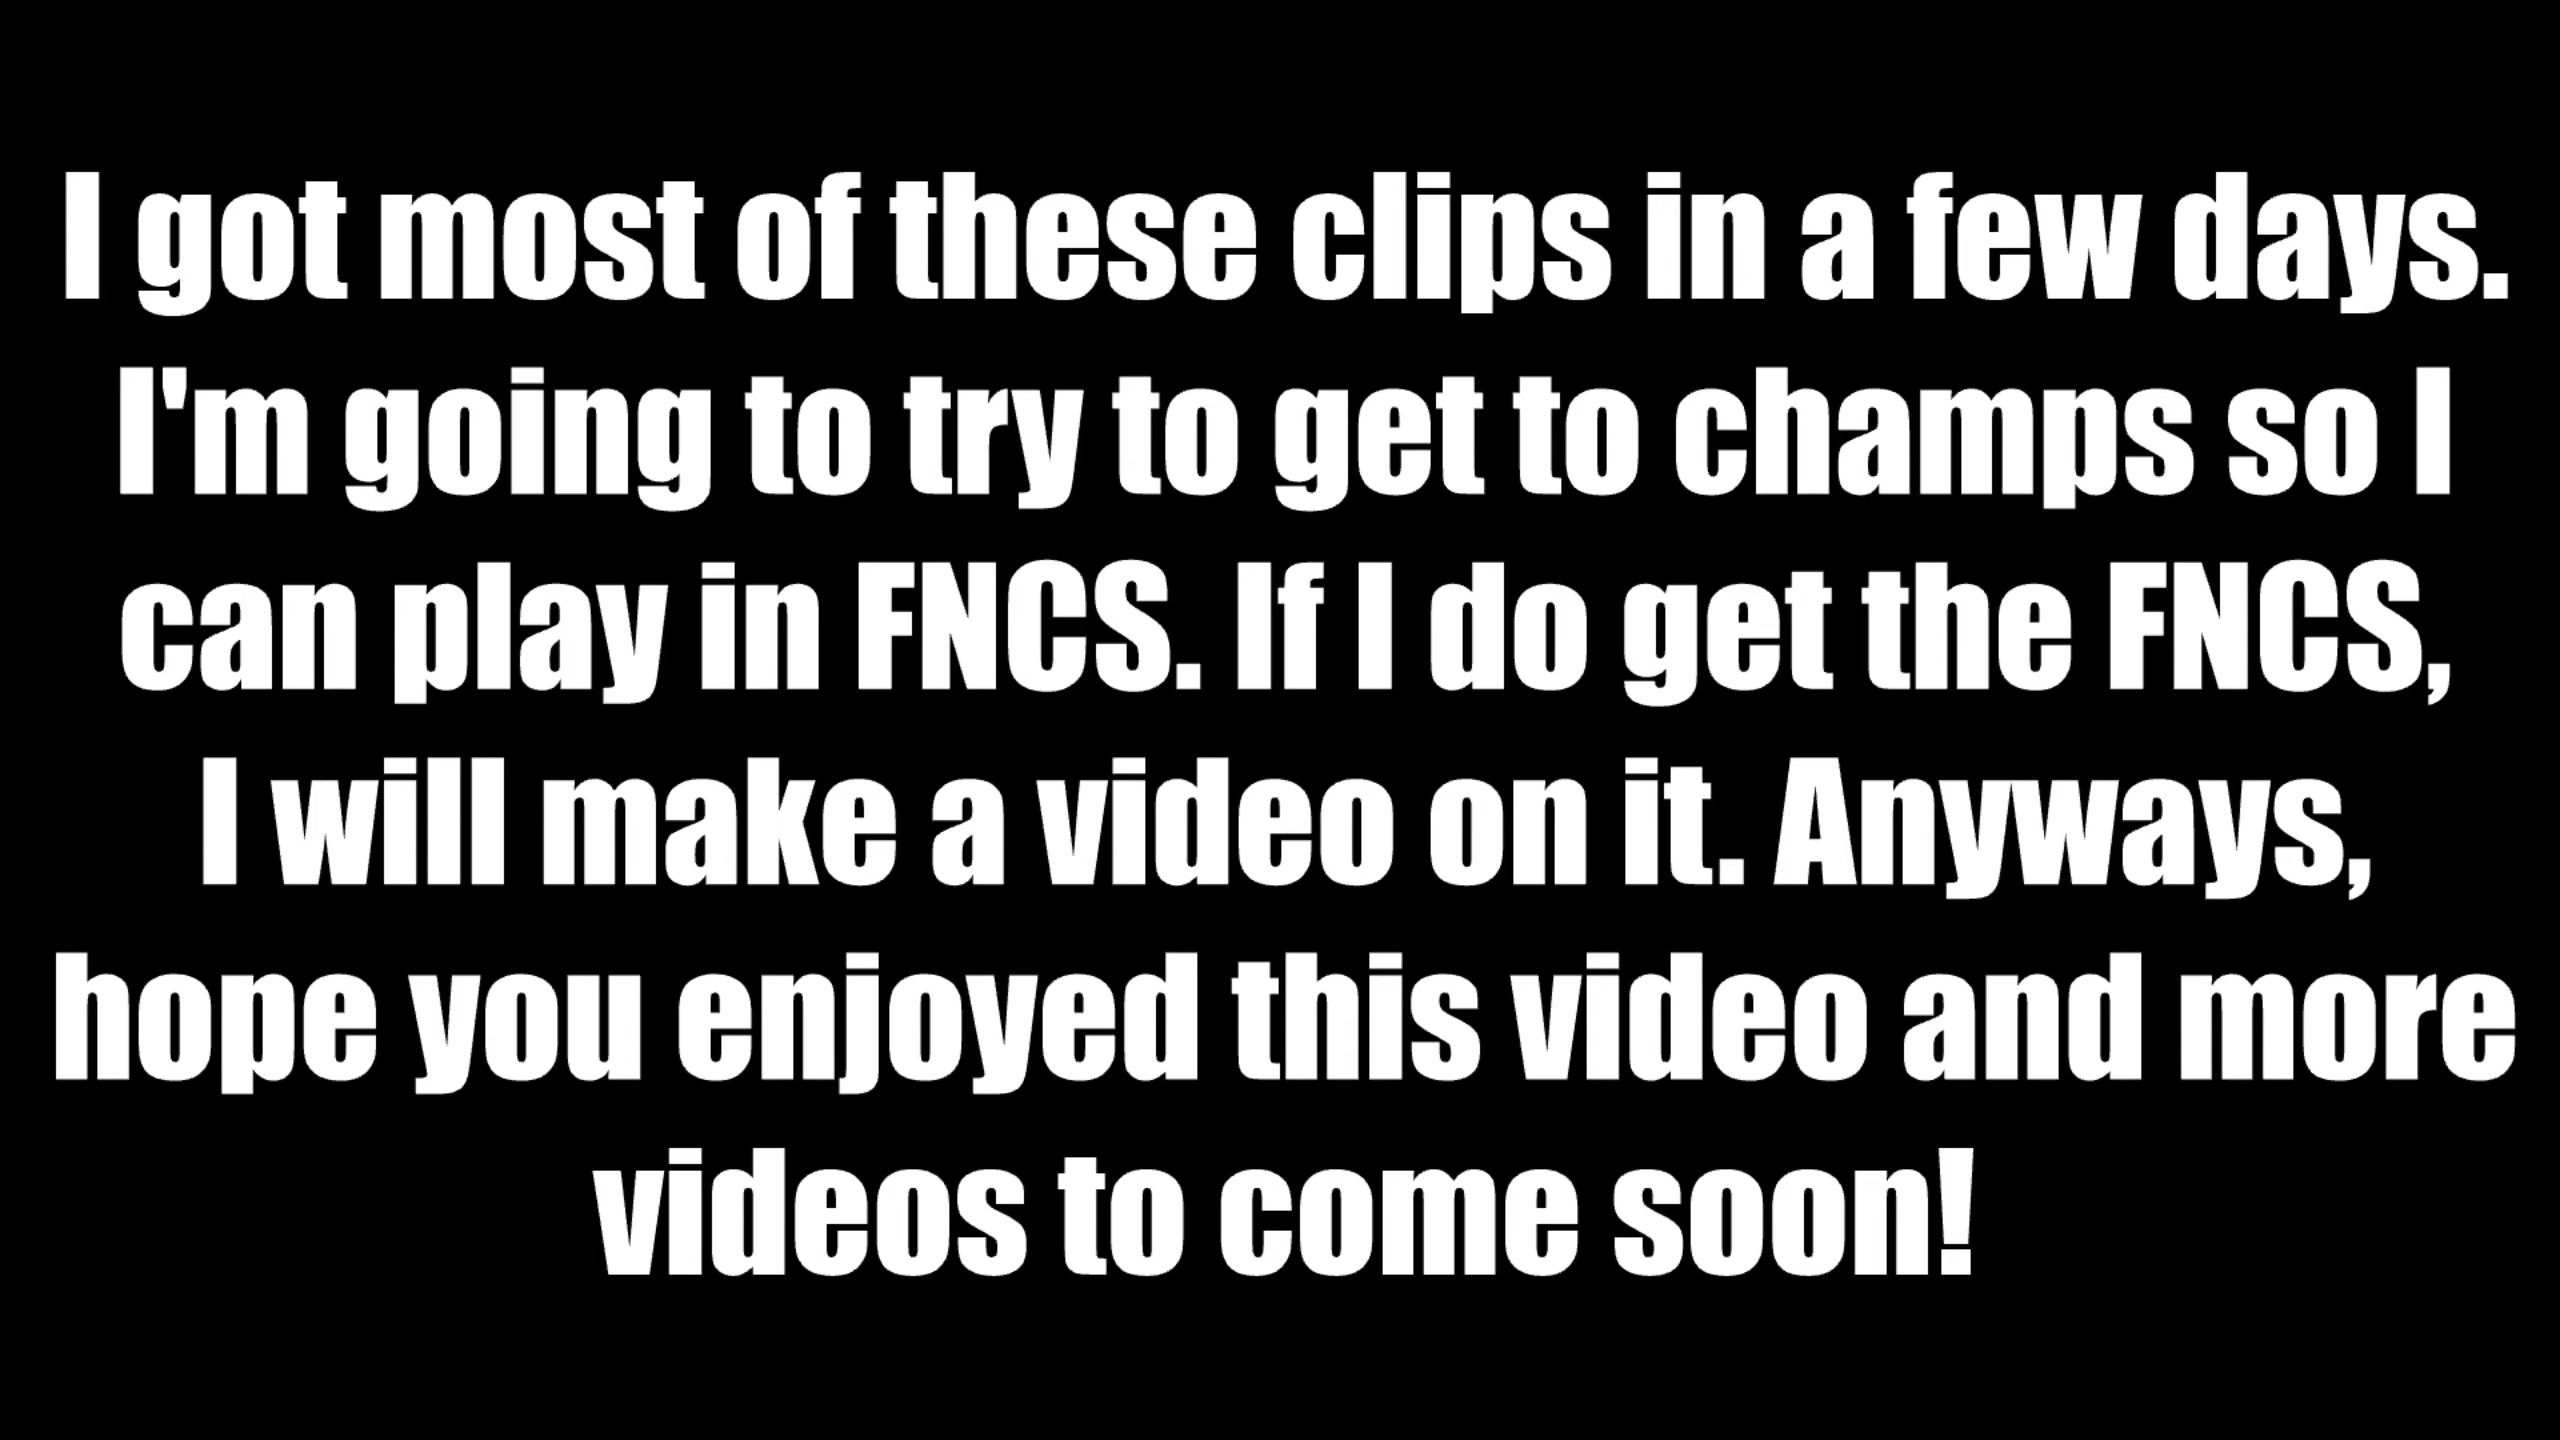 I got most of these clips in a few days.
I'm going to try to get to champs so I
can play in FNCS. If I do get the FNCS,
I will make a video on it. Anyways,
hope you enjoyed this video and more
videos to come soon!